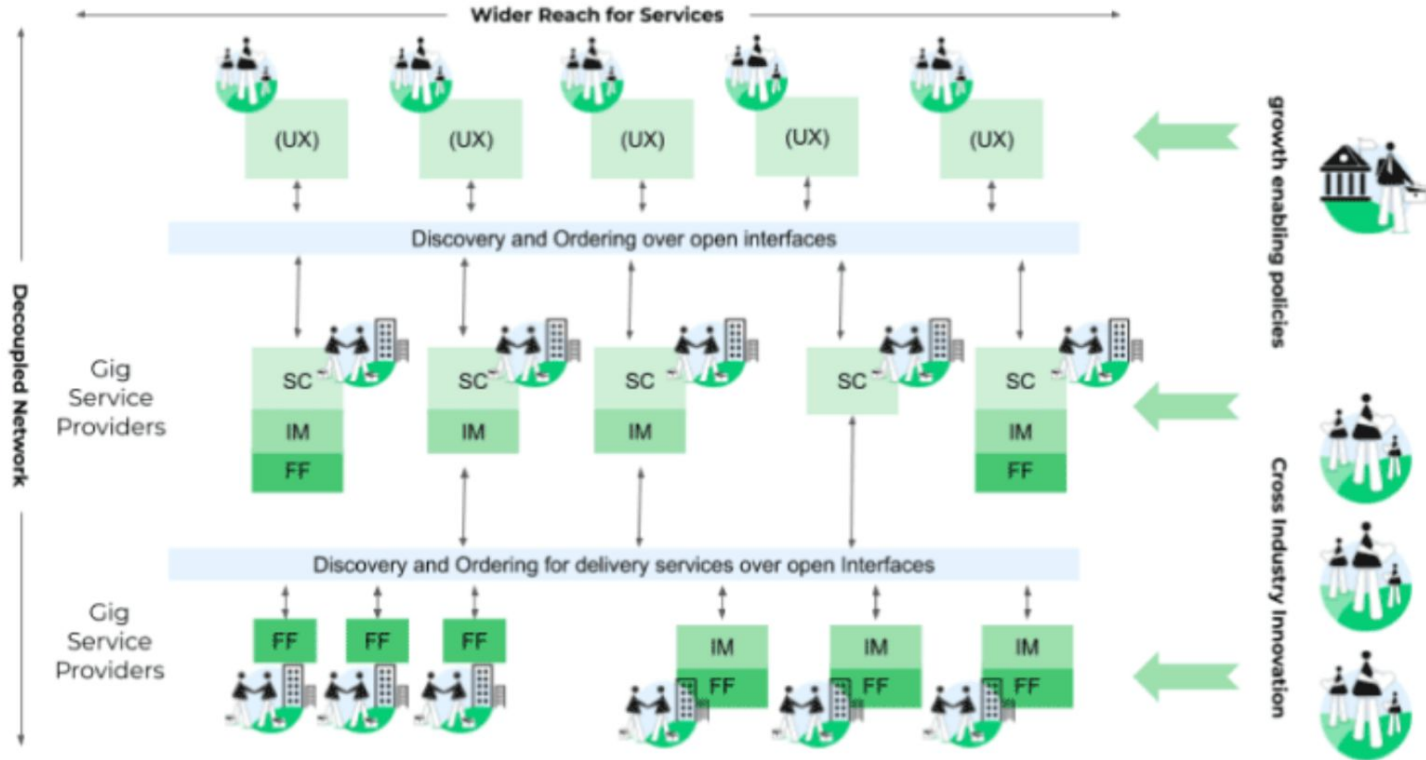 Wider Reach for Services
(UX)
(UX)
(UX)
(UX)
(UX)
Discovery and Ordering over open interfaces
growth enabling policies
Decoupled Network
Gig
Service
Providers
SC
IM
FF
SC
IM
SC
IM
SC
SC
IM
FF
Cross Industry Innovation
Discovery and Ordering for delivery services over open Interfaces
Gig
Service
Providers
FF
FF
FF
IM
FF
IM
FF
IM
FF